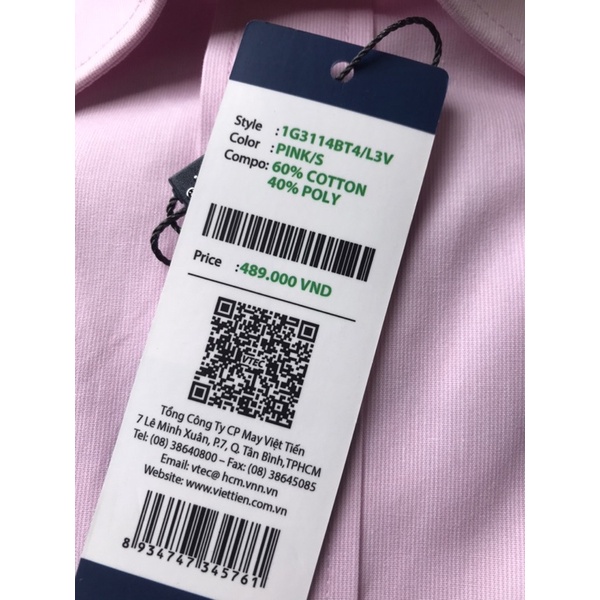 Style : 1G3114BT4/L3V
Color : PINK/S
Compo: 60% COTTON
40% POLY
Price : 489.000 VND
VTEC
Tổng Công Ty CP May Việt Tiến
7 Lê Minh Xuân, P.7, Q. Tân Bình,TPHCM
Tel: (08) 38640800 – Fax: (08) 38645085
Email: vtec@ hcm.vnn.vn
Website: www.viettien.com.vn
8 934747 345761